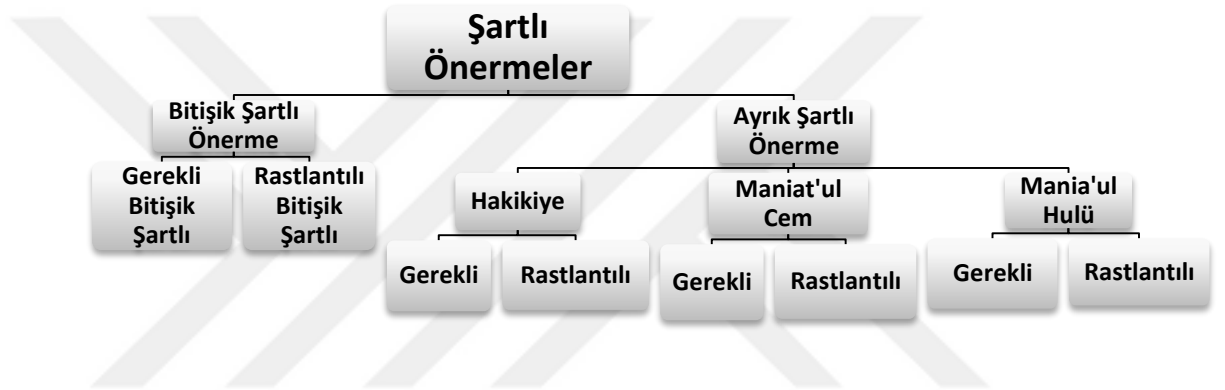 Şartlı
Önermeler
Bitişik Şartlı
Önerme
Ayrık Şartlı
Önerme
Gerekli
Bitişik
Şartlı
Rastlantılı
Bitişik
Şartlı
Hakikiye
Maniat'ul
Cem
Mania'ul
Hulü
Gerekli
Rastlantılı
Gerekli
Rastlantılı
Gerekli
Rastlantılı